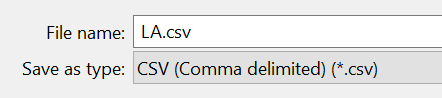 File name: LA.csv
Save as type: CSV (Comma delimited) (*.csv)